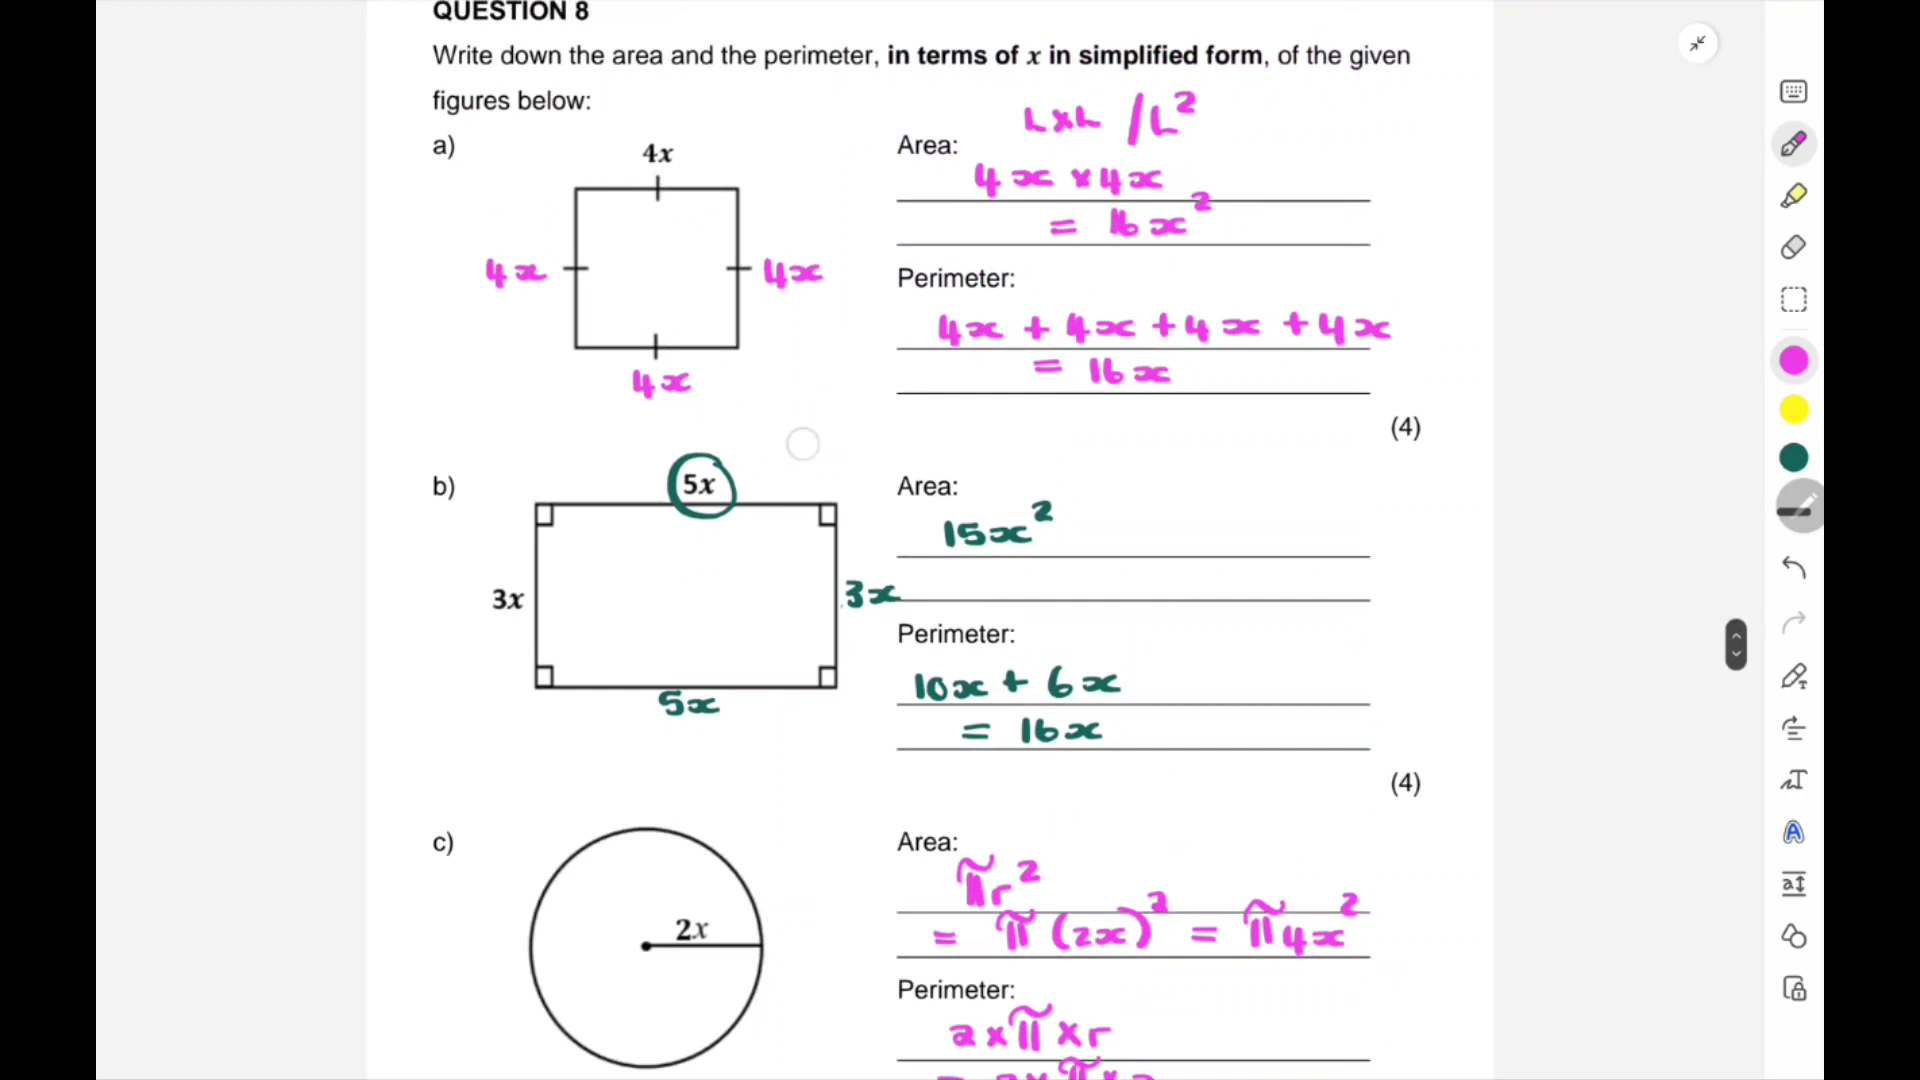 QUESTION 8
Write down the area and the perimeter, in terms of x in simplified form, of the given
figures below:
L x L / L²
a)
4x
Area:
4x x 4x
= 16x²
4x
4x
Perimeter:
4x + 4x + 4x + 4x
= 16x
4x
(4)
b)
5x
Area:
15x²
3x
3x
Perimeter:
10x + 6x
5x
= 16x
(4)
c)
Area:
πr²
2x
= π(2x)² = π4x²
Perimeter:
2 x π x r